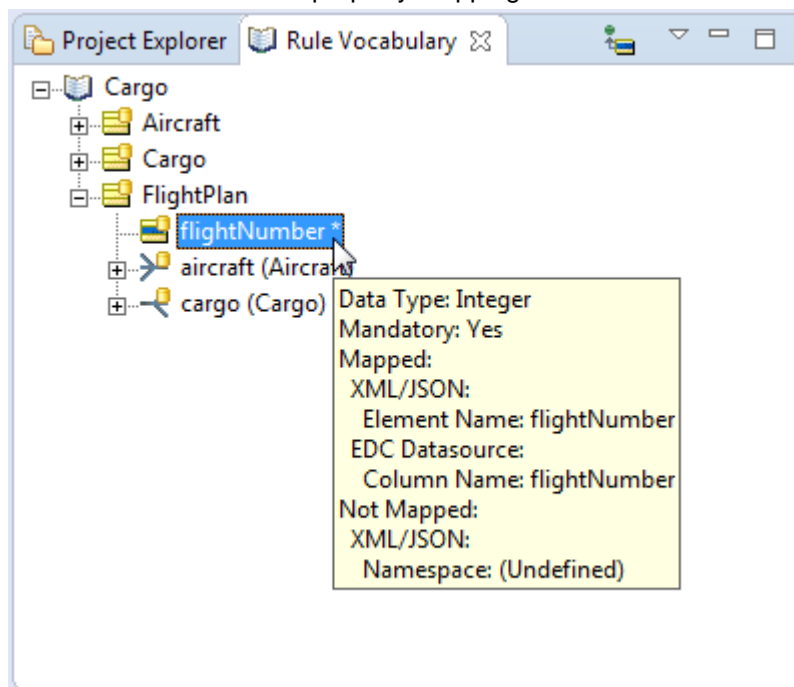 Project Explorer Rule Vocabulary
Cargo
Aircraft
Cargo
FlightPlan
flightNumber *
aircraft (Aircraft)
cargo (Cargo)
Data Type: Integer
Mandatory: Yes
Mapped:
XML/JSON:
Element Name: flightNumber
EDC Datasource:
Column Name: flightNumber
Not Mapped:
XML/JSON:
Namespace: (Undefined)